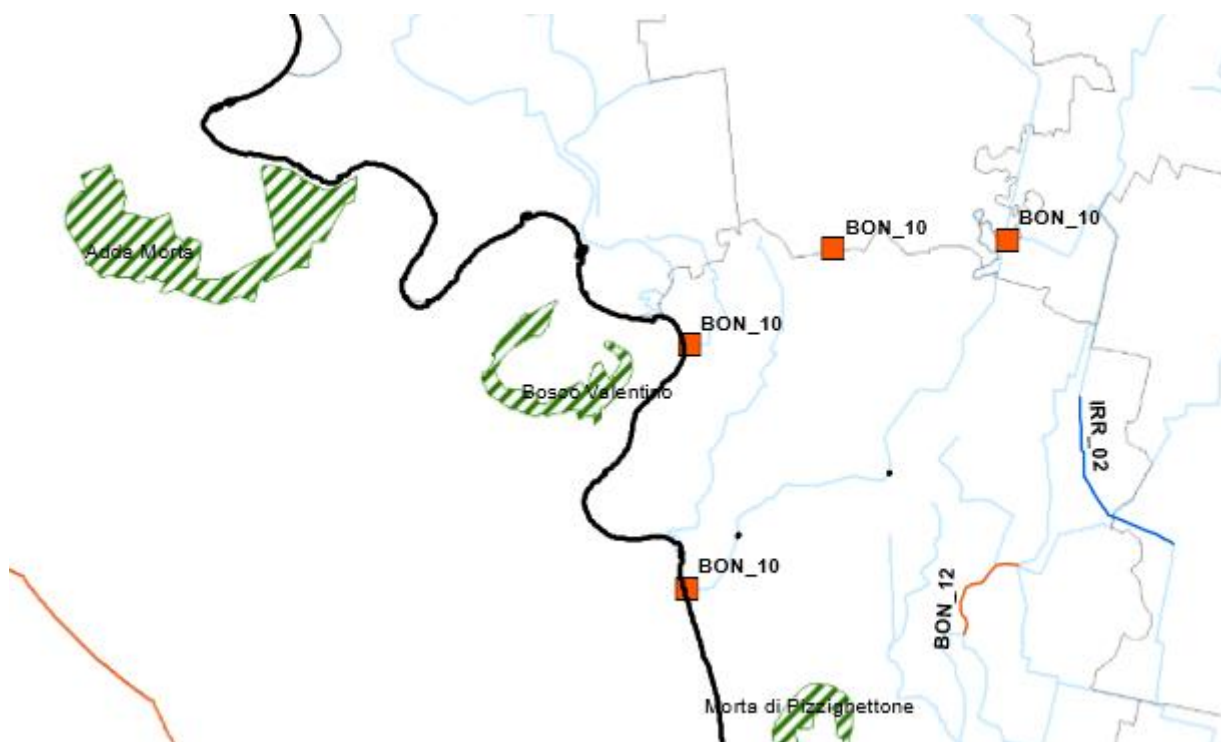 BON_10
BON_10
Adda Morta
BON_10
Bosco Valentino
IRR_02
BON_10
BON_12
Morta di Pizzighettone